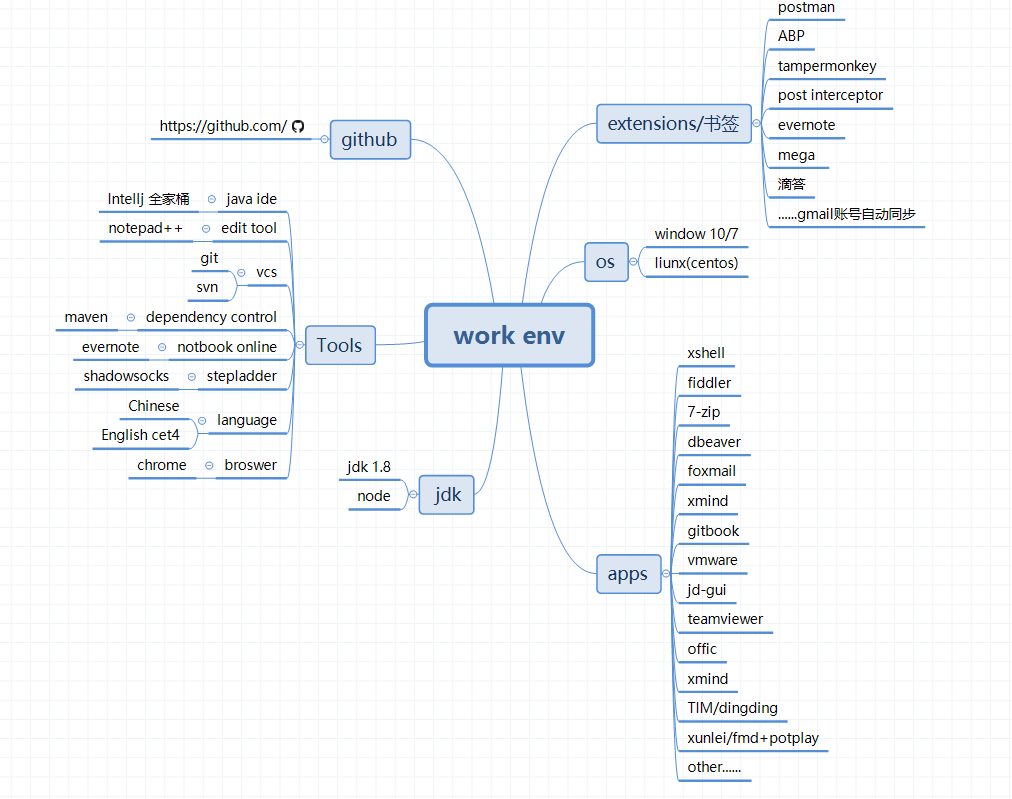 work env
github
https://github.com/
Tools
java ide
Intellj 全家桶
edit tool
notepad++
vcs
git
svn
dependency control
maven
notbook online
evernote
stepladder
shadowsocks
language
Chinese
English cet4
broswer
chrome
jdk
jdk 1.8
node
extensions/书签
postman
ABP
tampermonkey
post interceptor
evernote
mega
滴答
......gmail账号自动同步
os
window 10/7
liunx(centos)
apps
xshell
fiddler
7-zip
dbeaver
foxmail
xmind
gitbook
vmware
jd-gui
teamviewer
offic
xmind
TIM/dingding
xunlei/fmd+potplay
other......